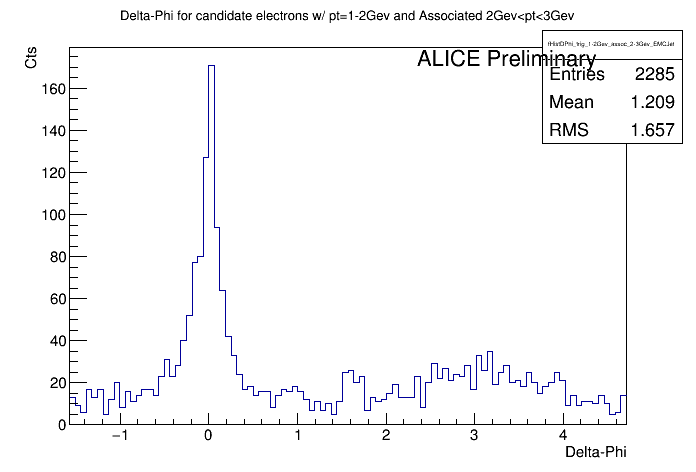 Delta-Phi for candidate electrons w/ pt=1-2Gev and Associated 2Gev<pt<3Gev
Cts
ALICE Preliminary
fHistDPhi_trig_1-2Gev_assoc_2-3Gev_EMCJet
Entries 2285
Mean 1.209
RMS 1.657
160
140
120
100
80
60
40
20
0
−1 0 1 2 3 4
Delta-Phi